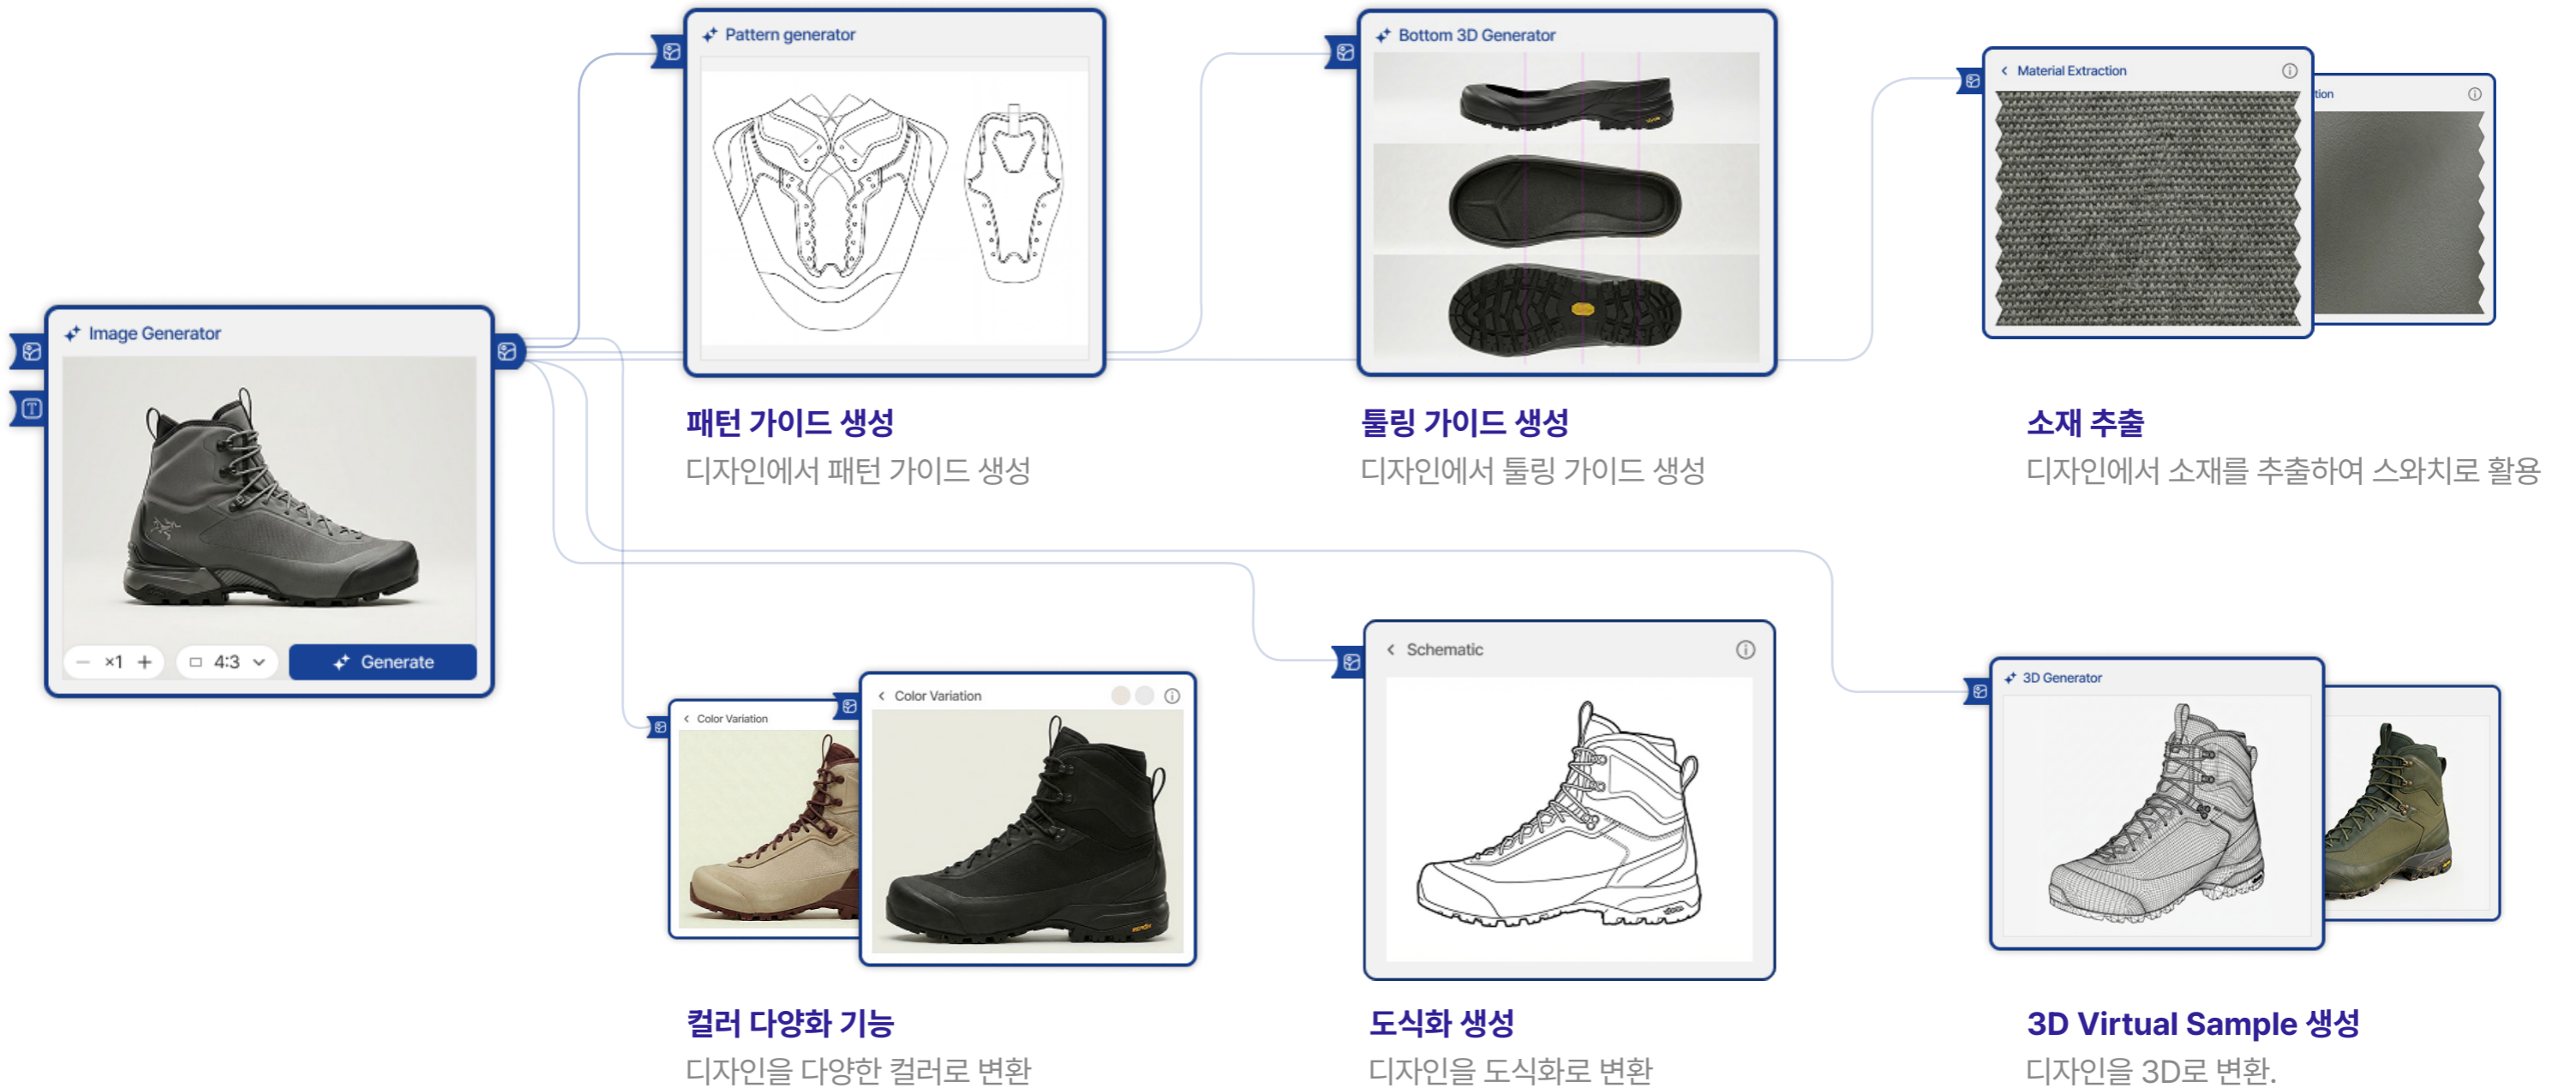 Pattern generator
Bottom 3D Generator
Material Extraction
tion
Image Generator
T
×1
4:3
Generate
패턴 가이드 생성
디자인에서 패턴 가이드 생성
툴링 가이드 생성
디자인에서 툴링 가이드 생성
소재 추출
디자인에서 소재를 추출하여 스와치로 활용
Color Variation
Color Variation
Schematic
3D Generator
컬러 다양화 기능
디자인을 다양한 컬러로 변환
도식화 생성
디자인을 도식화로 변환
3D Virtual Sample 생성
디자인을 3D로 변환.